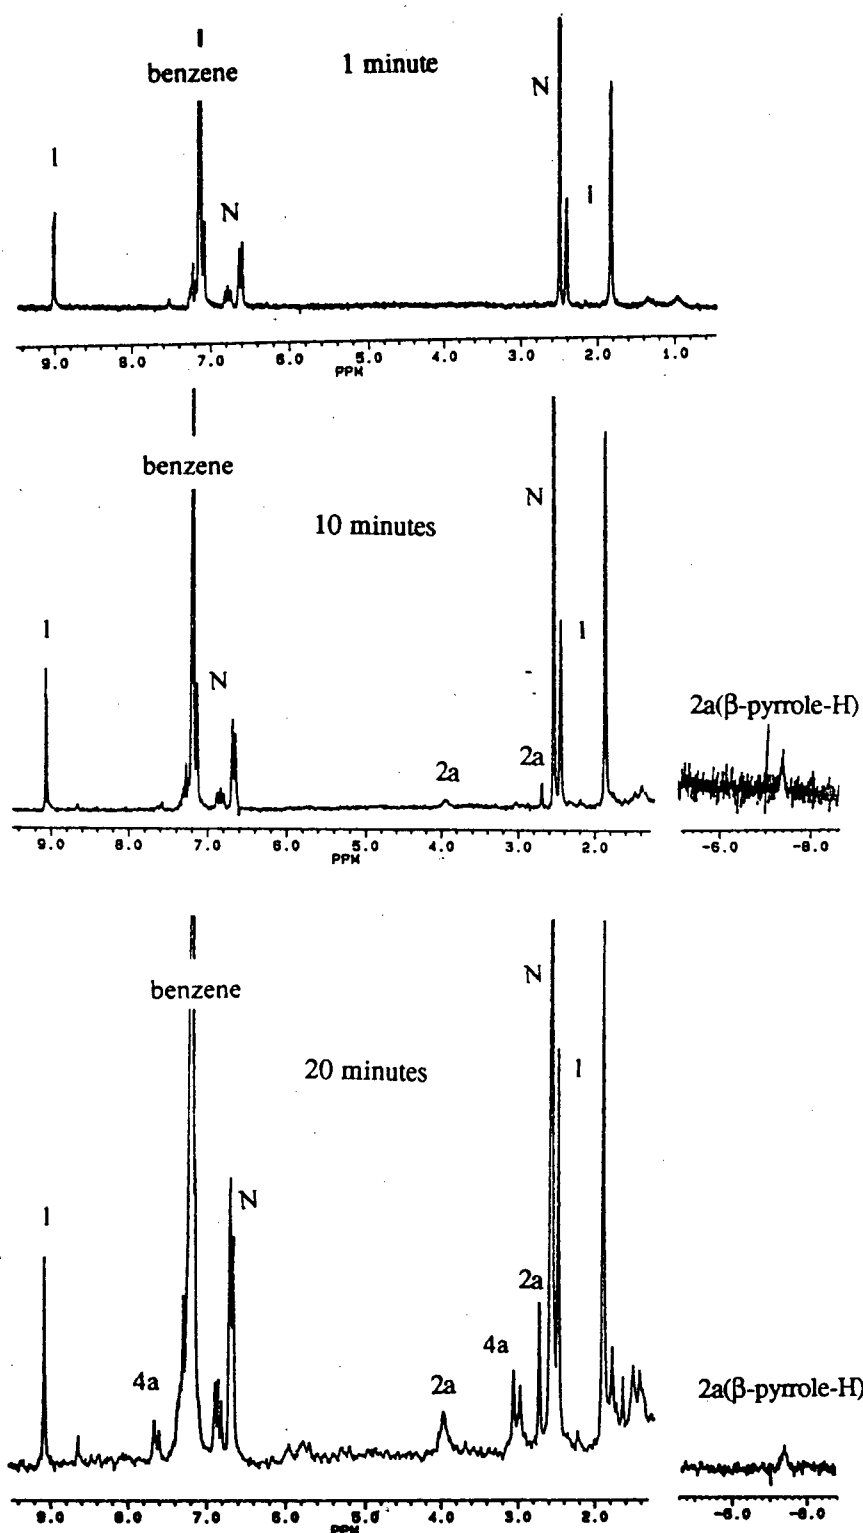 benzene
1 minute
N
1
N
1
9.0 8.0 7.0 6.0 5.0 4.0 3.0 2.0 1.0
PPM
benzene
N
10 minutes
1
1
N
2a(β-pyrrole-H)
2a
2a
9.0 8.0 7.0 6.0 5.0 4.0 3.0 2.0
PPM
-6.0 -8.0
N
benzene
20 minutes
1
N
1
2a
4a
4a
2a
2a(β-pyrrole-H)
9.0 8.0 7.0 6.0 5.0 4.0 3.0 2.0
PPM